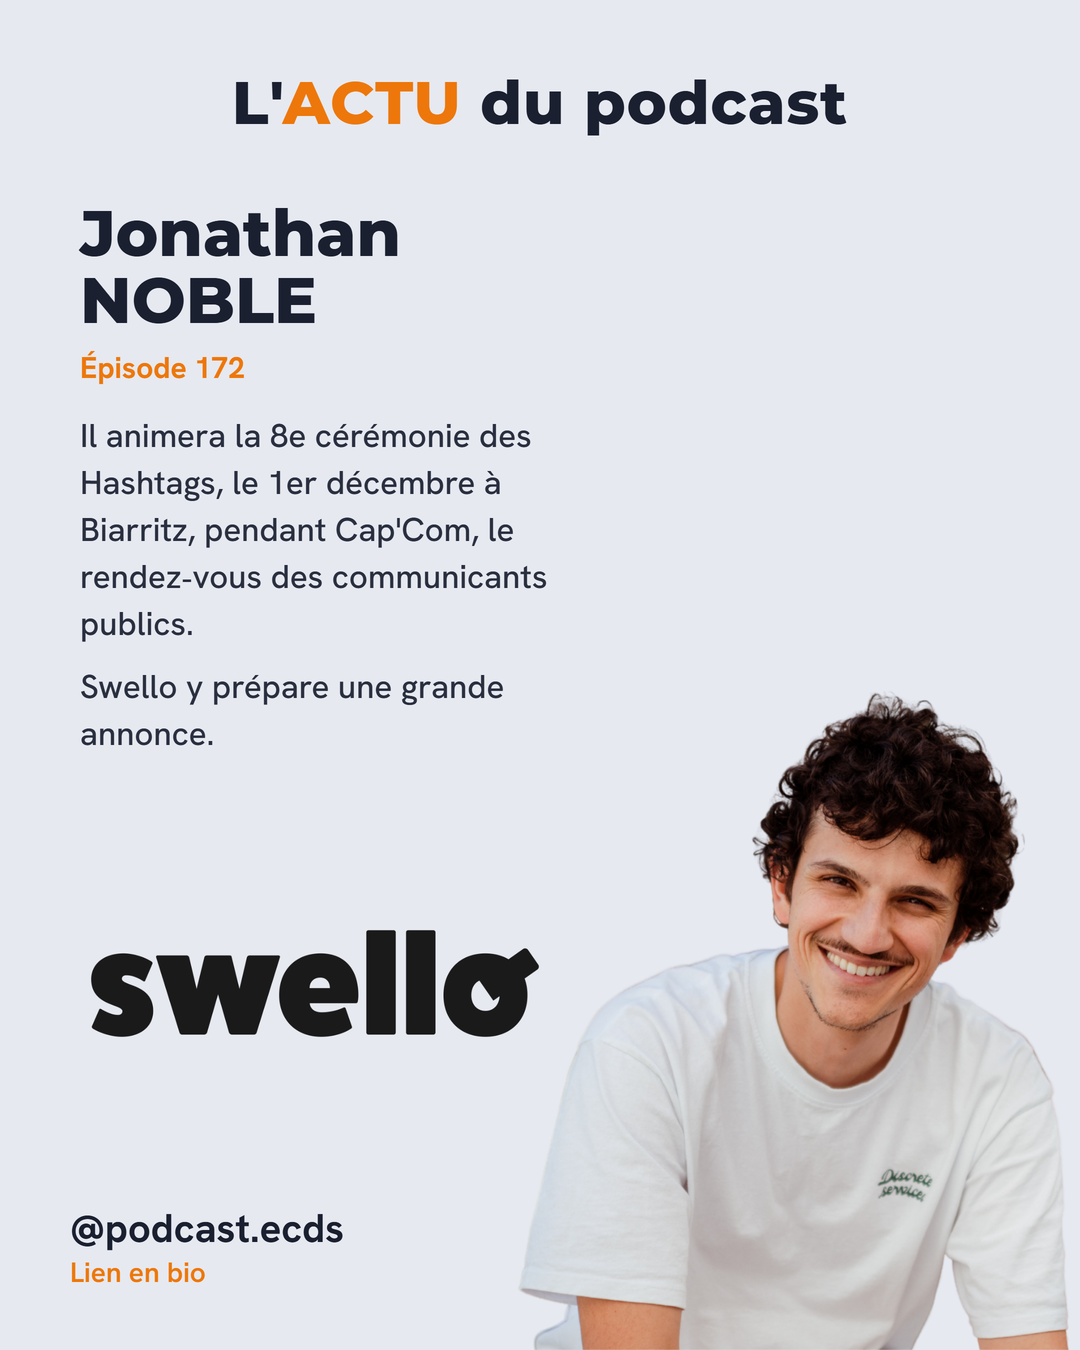 L'ACTU du podcast
Jonathan
NOBLE
Épisode 172
Il animera la 8e cérémonie des
Hashtags, le 1er décembre à
Biarritz, pendant Cap'Com, le
rendez-vous des communicants
publics.
Swello y prépare une grande
annonce.
swello
Discrete
services
@podcast.ecds
Lien en bio